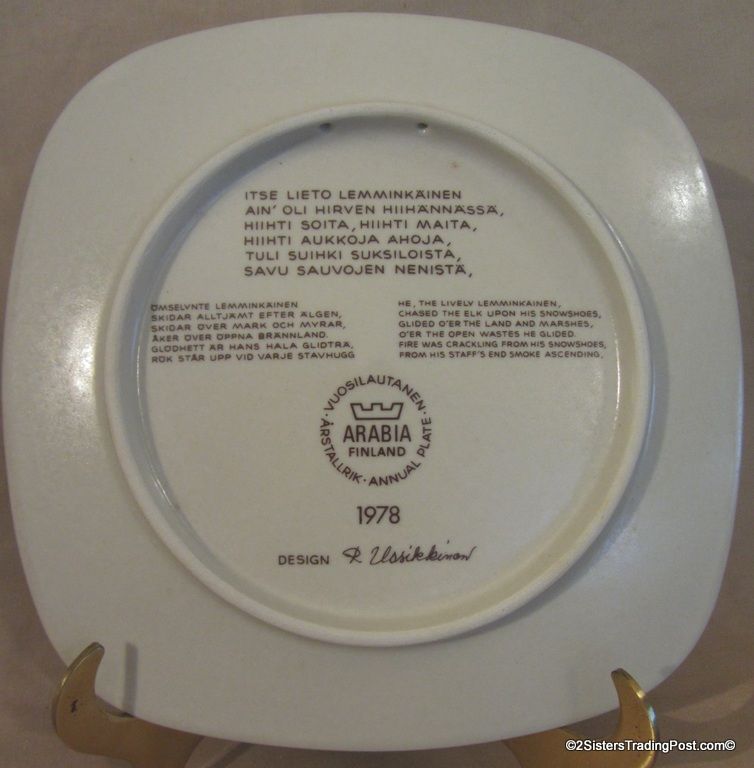 ITSE LIETO LEMMINKÄINEN
AIN' OLI HIRVEN HIIHÄNNÄSSÄ,
HIIHTI SOITA, HIIHTI MAITA,
HIIHTI AUKKOJA AHOJA,
TULI SUIHKI SUKSILOISTA,
SAVU SAUVOJEN NENISTÄ,
OMSELYNTE LEMMINKÄINEN
SKIDAR ALLTJÄMT EFTER ÄLGEN,
SKIDAR ÖVER MARK OCH MYRAR,
ÅKER ÖVER ÖPPNA BRÄNNLAND.
GLÖDHETT ÄR HANS HALA GLIDTRÄ,
RÖK STÅR UPP VID VARJE STAVHUGG
HE, THE LIVELY LEMMINKAINEN,
CHASED THE ELK UPON HIS SNOWSHOES,
GLIDED O'ER THE LAND AND MARSHES,
O'ER THE OPEN WASTES HE GLIDED.
FIRE WAS CRACKLING FROM HIS SNOWSHOES,
FROM HIS STAFF'S END SMOKE ASCENDING,
· VUOSILAUTANEN ·
ARABIA
FINLAND
ÅRSTALLRIK · ANNUAL PLATE
1978
DESIGN R Uosikkinen
©2SistersTradingPost.com©